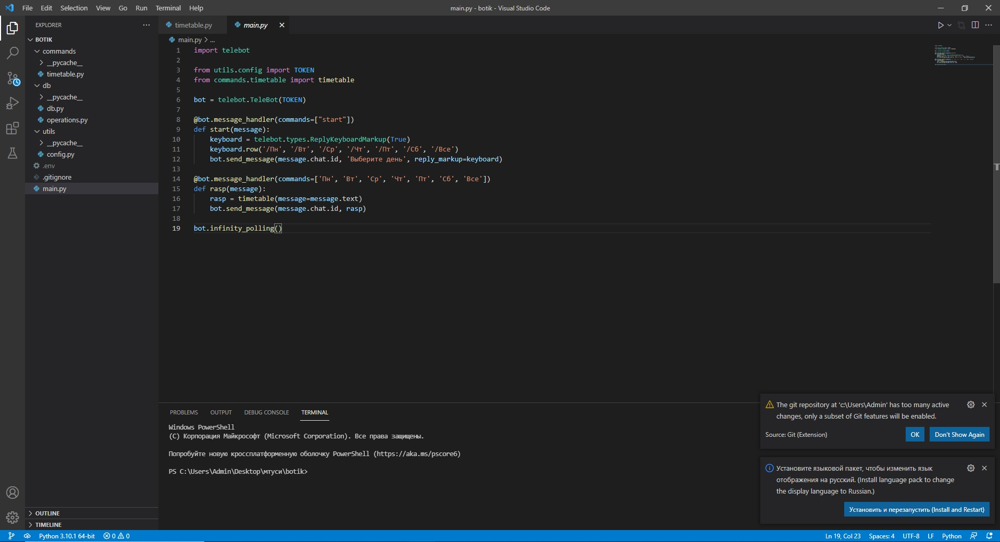 File Edit Selection View Go Run Terminal Help
main.py - botik - Visual Studio Code
EXPLORER
BOTIK
commands
__pycache__
timetable.py
db
__pycache__
db.py
operations.py
utils
__pycache__
config.py
.env
.gitignore
main.py
OUTLINE
TIMELINE
timetable.py main.py
main.py > ...
1 import telebot
2
3 from utils.config import TOKEN
4 from commands.timetable import timetable
5
6 bot = telebot.TeleBot(TOKEN)
7
8 @bot.message_handler(commands=["start"])
9 def start(message):
10 keyboard = telebot.types.ReplyKeyboardMarkup(True)
11 keyboard.row('/Пн', '/Вт', '/Ср', '/Чт', '/Пт', '/Сб', '/Все')
12 bot.send_message(message.chat.id, 'Выберите день', reply_markup=keyboard)
13
14 @bot.message_handler(commands=['Пн', 'Вт', 'Ср', 'Чт', 'Пт', 'Сб', 'Все'])
15 def rasp(message):
16 rasp = timetable(message=message.text)
17 bot.send_message(message.chat.id, rasp)
18
19 bot.infinity_polling()
PROBLEMS OUTPUT DEBUG CONSOLE TERMINAL
Windows PowerShell
(C) Корпорация Майкрософт (Microsoft Corporation). Все права защищены.
Попробуйте новую кроссплатформенную оболочку PowerShell (https://aka.ms/pscore6)
PS C:\Users\Admin\Desktop\мтуси\botik>
The git repository at 'c:\Users\Admin' has too many active
changes, only a subset of Git features will be enabled.
Source: Git (Extension)
OK
Don't Show Again
Установите языковой пакет, чтобы изменить язык
отображения на русский. (Install language pack to change
the display language to Russian.)
Установить и перезапустить (Install and Restart)
Python 3.10.1 64-bit 0 0
Ln 19, Col 23 Spaces: 4 UTF-8 LF Python